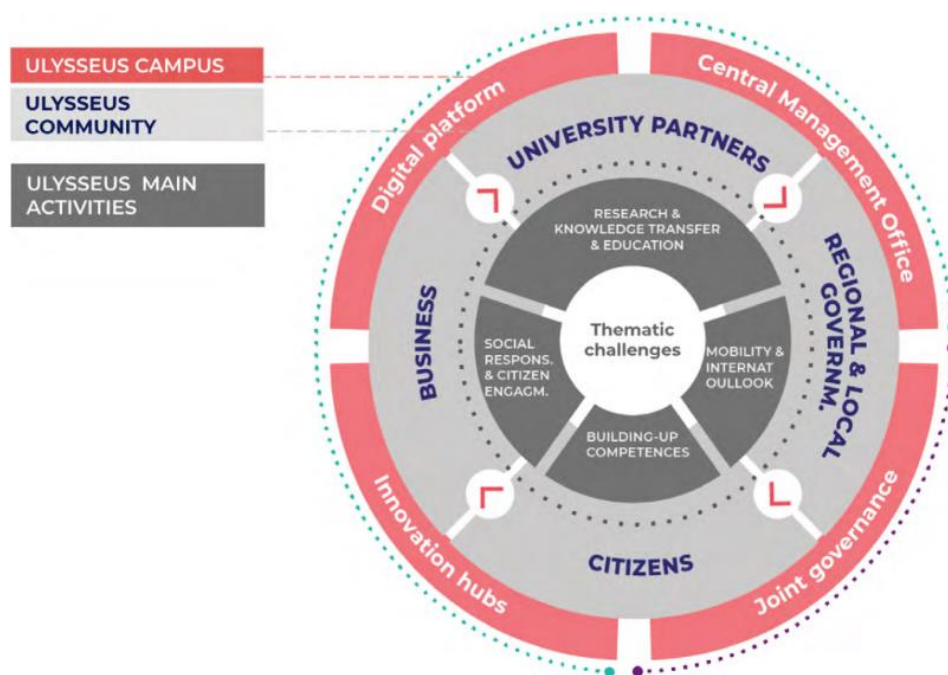 ULYSSEUS CAMPUS
ULYSSEUS
COMMUNITY
ULYSSEUS MAIN
ACTIVITIES
Digital platform
Central Management Office
UNIVERSITY PARTNERS
RESEARCH &
KNOWLEDGE TRANSFER
& EDUCATION
BUSINESS
REGIONAL & LOCAL
GOVERNM.
Thematic
challenges
SOCIAL
RESPONS.
& CITIZEN
ENGAGM.
MOBILITY &
INTERNAT
OULLOOK
BUILDING-UP
COMPETENCES
CITIZENS
Innovation hubs
Joint governance